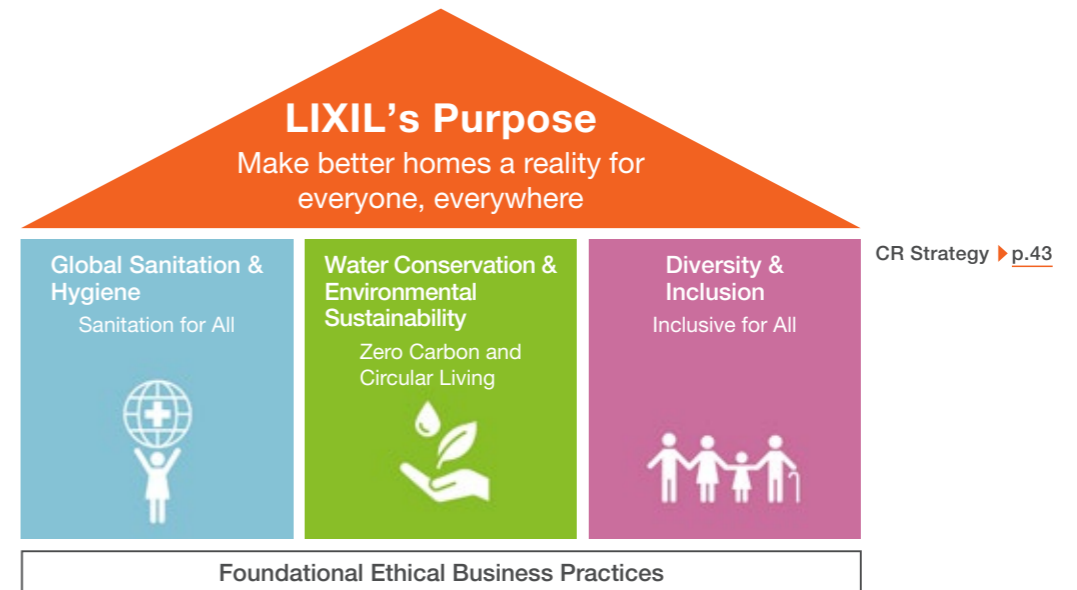 LIXIL’s Purpose
Make better homes a reality for
everyone, everywhere
Global Sanitation &
Hygiene
Sanitation for All
Water Conservation &
Environmental
Sustainability
Zero Carbon and
Circular Living
Diversity &
Inclusion
Inclusive for All
CR Strategy p.43
Foundational Ethical Business Practices